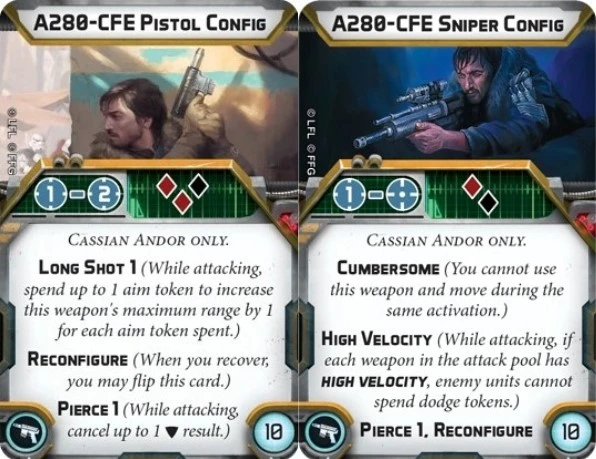 A280-CFE Pistol Config
© LFL © FFG
1 - 2
Cassian Andor only.
Long Shot 1 (While attacking,
spend up to 1 aim token to increase
this weapon's maximum range by 1
for each aim token spent.)
Reconfigure (When you recover,
you may flip this card.)
Pierce 1 (While attacking,
cancel up to 1 ▼ result.)
10
A280-CFE Sniper Config
© LFL © FFG
1 -
Cassian Andor only.
Cumbersome (You cannot use
this weapon and move during the
same activation.)
High Velocity (While attacking, if
each weapon in the attack pool has
high velocity, enemy units cannot
spend dodge tokens.)
Pierce 1, Reconfigure
10